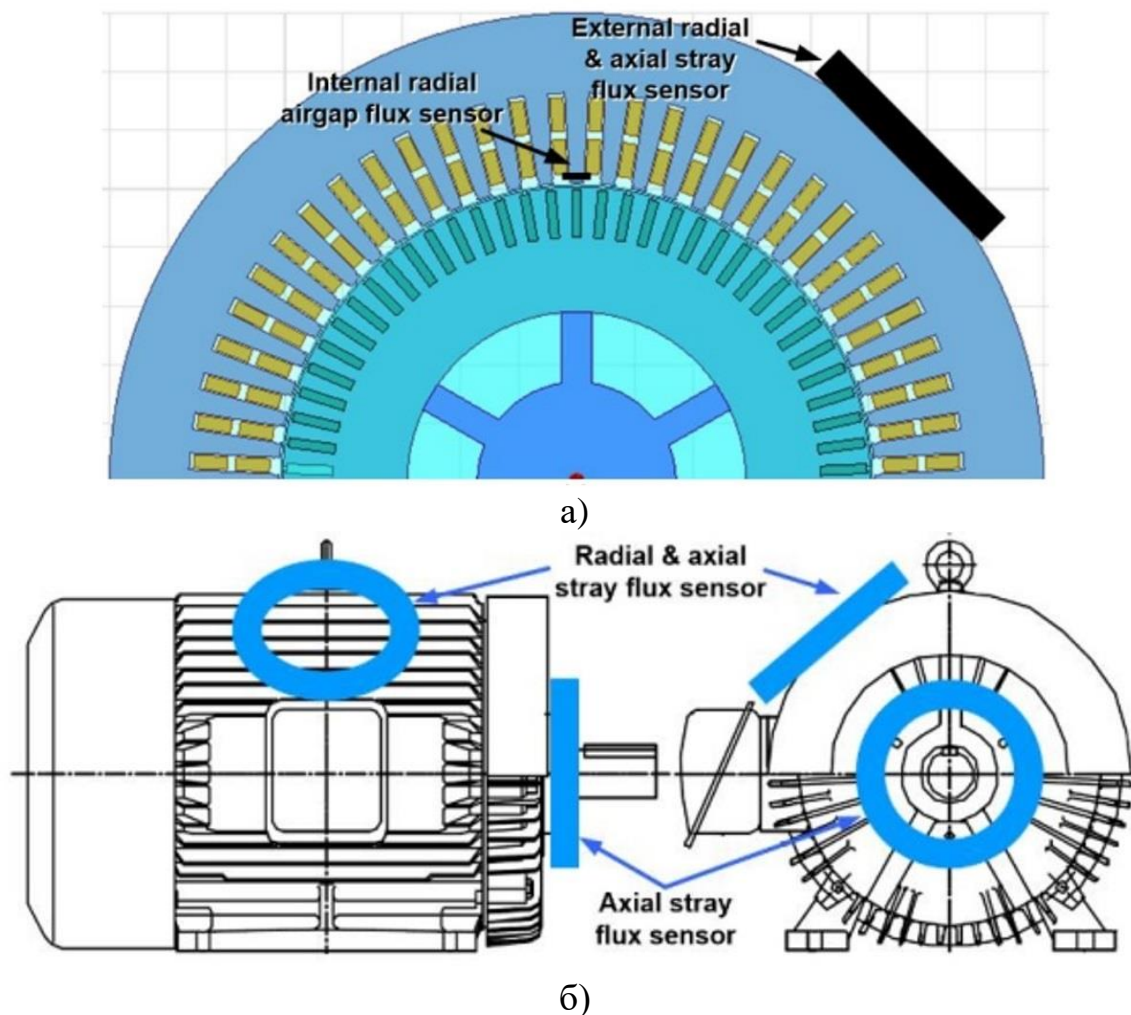 External radial
& axial stray
flux sensor
Internal radial
airgap flux sensor
а)
Radial & axial
stray flux sensor
Axial stray
flux sensor
б)